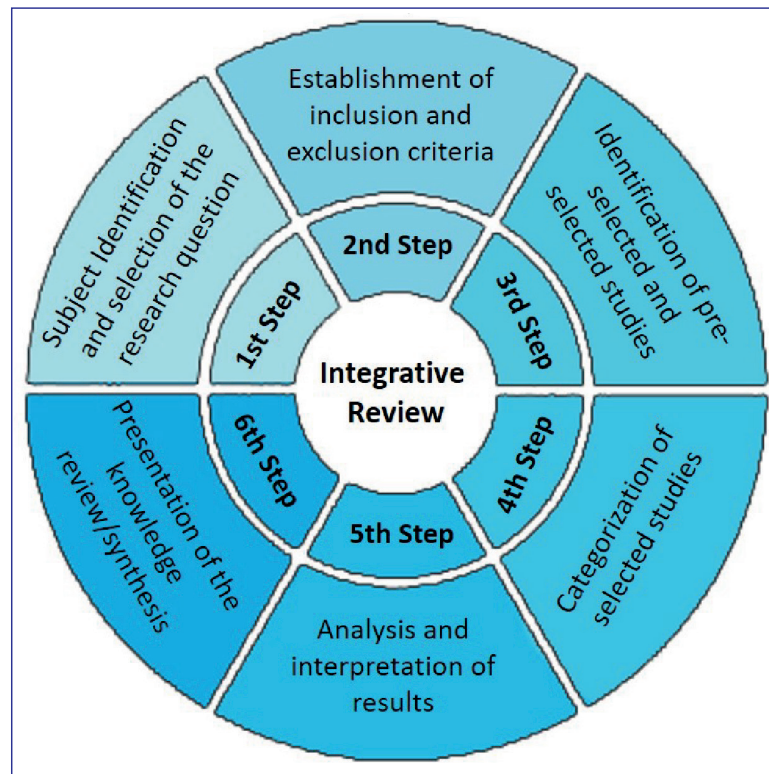 Integrative
Review
1st Step
Subject Identification
and selection of the
research question
2nd Step
Establishment of
inclusion and
exclusion criteria
3rd Step
Identification of pre-
selected and
selected studies
4th Step
Categorization of
selected studies
5th Step
Analysis and
interpretation of
results
6th Step
Presentation of the
knowledge
review/synthesis